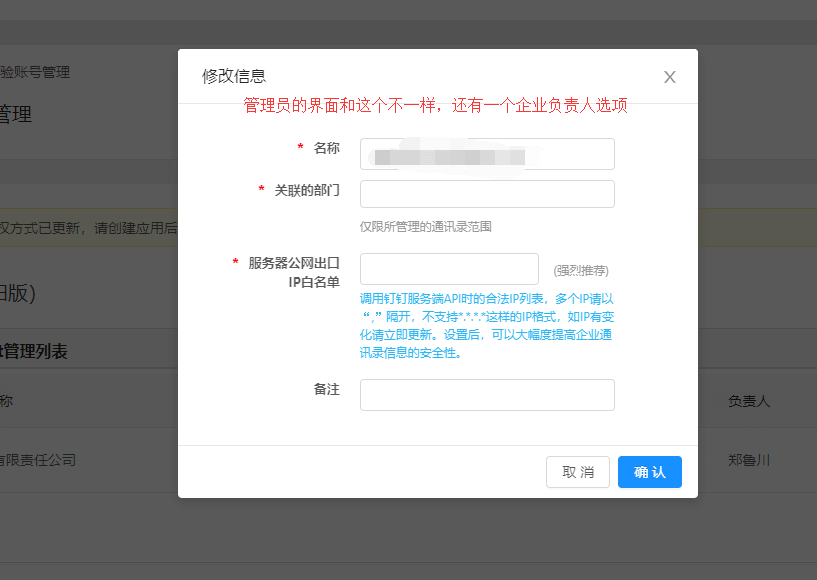 验账号管理
修改信息
管理
管理员的界面和这个不一样，还有一个企业负责人选项
* 名称
* 关联的部门
仅限所管理的通讯录范围
权方式已更新，请创建应用后
* 服务器公网出口
IP白名单
(强烈推荐)
旧版)
调用钉钉服务端API时的合法IP列表，多个IP请以
“,” 隔开，不支持*.*.*.*这样的IP格式，如IP有变
化请立即更新。设置后，可以大幅度提高企业通
讯录信息的安全性。
管理列表
备注
称
负责人
有限责任公司
郑鲁川
取 消
确 认